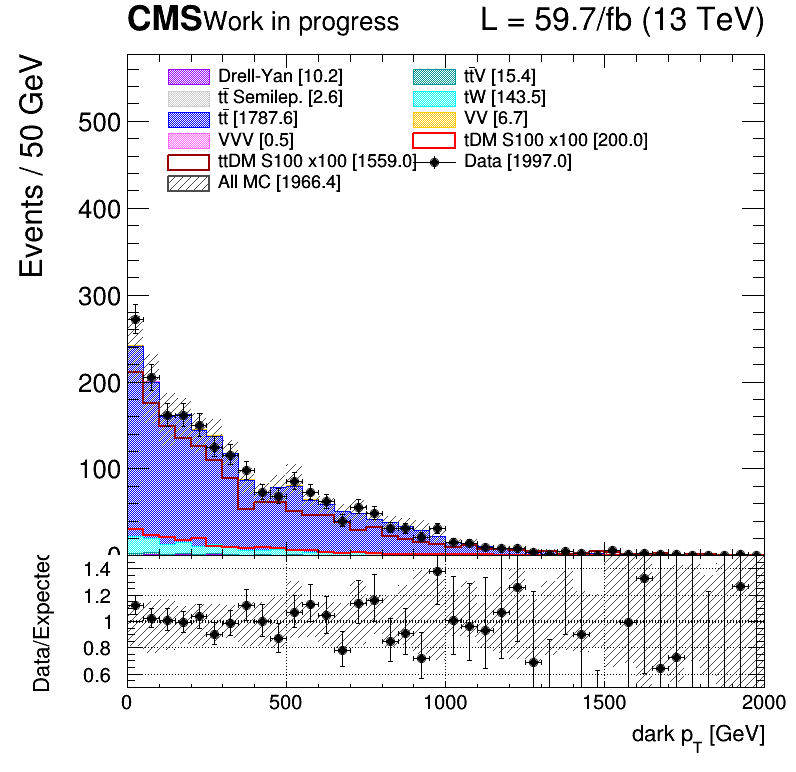 CMS Work in progress L = 59.7/fb (13 TeV)
Events / 50 GeV
Drell-Yan [10.2] tt̄V [15.4]
tt̄ Semilep. [2.6] tW [143.5]
tt̄ [1787.6] VV [6.7]
VVV [0.5] tDM S100 x100 [200.0]
ttDM S100 x100 [1559.0] Data [1997.0]
All MC [1966.4]
500
400
300
200
100
0
Data/Expected
1.4
1.2
1
0.8
0.6
0 500 1000 1500 2000
dark p_T [GeV]